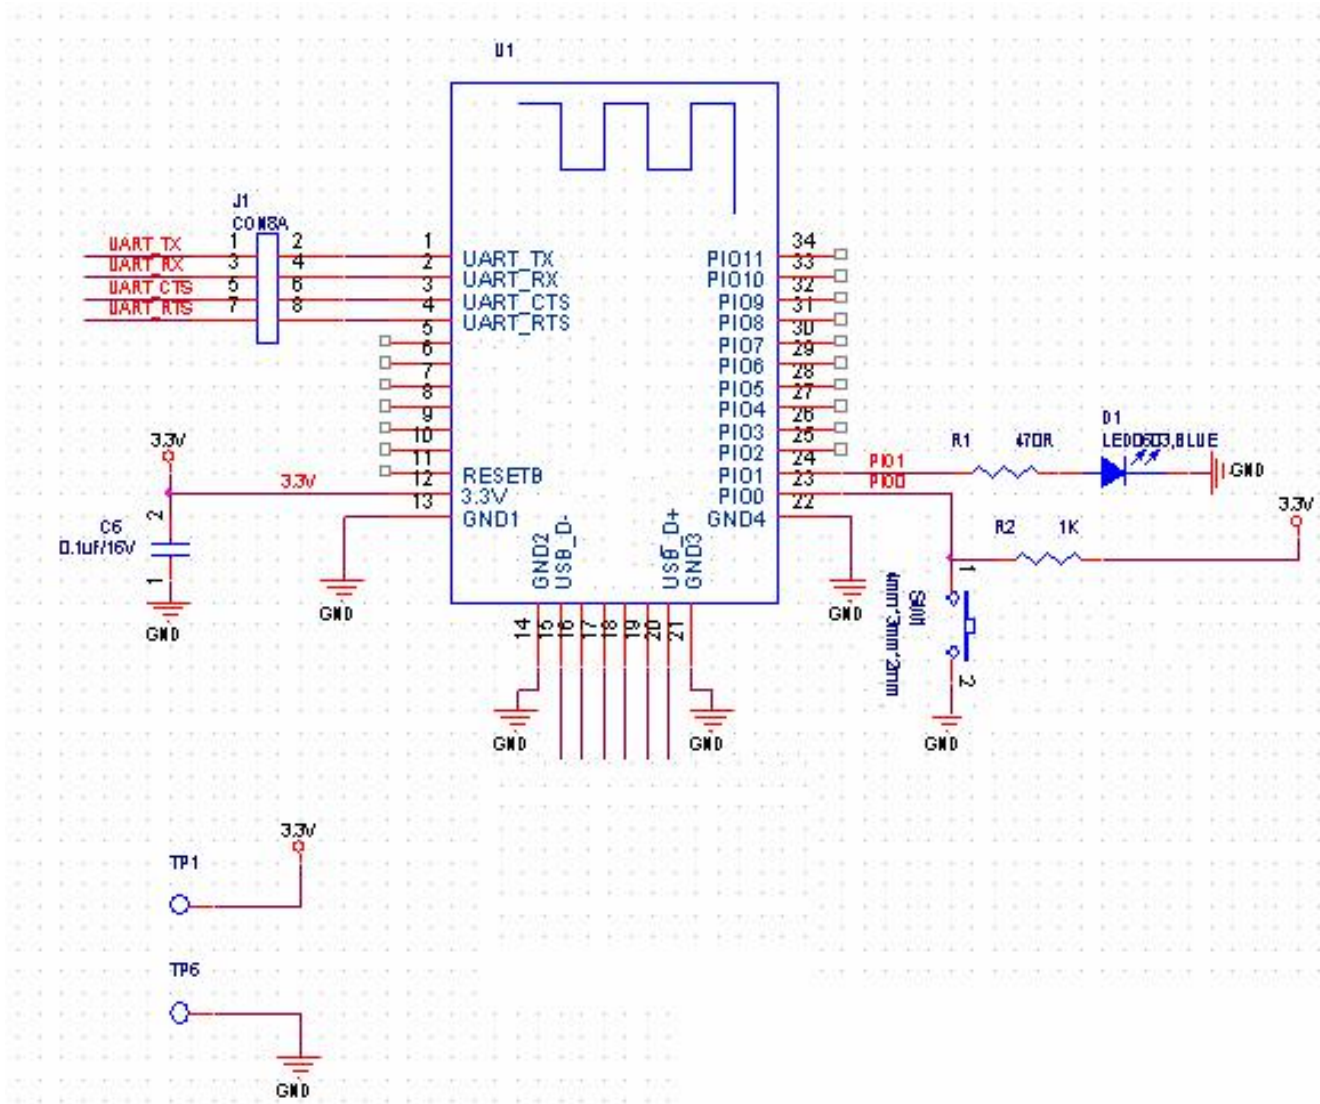 U1
J1
CON8A
UART_TX 1 2 1 UART_TX PIO11 34
UART_RX 3 4 2 UART_RX PIO10 33
UART_CTS 5 6 3 UART_CTS PIO9 32
UART_RTS 7 8 4 UART_RTS PIO8 31
5 PIO7 30
6 PIO6 29
7 PIO5 28
8 PIO4 27
9 PIO3 26
10 PIO2 25
11 RESETB PIO1 24 PIO1
12 3.3V PIO0 23 PIO0
13 GND1 GND4 22
3.3V
3.3V
2
C6
0.1uF/16V
1
GND
GND
R1 470R
D1
LED0603,BLUE
GND
3.3V
R2 1K
GND
1
4mm*3mm*2mm
2
GND
GND2
USB_D-
USB_D+
GND3
14 15 16 17 18 19 20 21
GND
GND
3.3V
TP1
TP6
GND